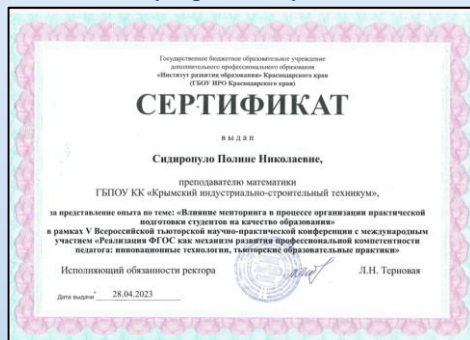 Государственное бюджетное образовательное учреждение
дополнительного профессионального образования
«Институт развития образования» Краснодарского края
(ГБОУ ИРО Краснодарского края)
СЕРТИФИКАТ
выдан
Сидиропуло Полине Николаевне,
преподавателю математики
ГБПОУ КК «Крымский индустриально-строительный техникум»,
за представление опыта по теме: «Влияние менторинга в процессе организации практической
подготовки студентов на качество образования»
в рамках V Всероссийской тьюторской научно-практической конференции с международным
участием «Реализация ФГОС как механизм развития профессиональной компетентности
педагога: инновационные технологии, тьюторские образовательные практики»
Исполняющий обязанности ректора Л.Н. Терновая
Дата выдачи 28.04.2023